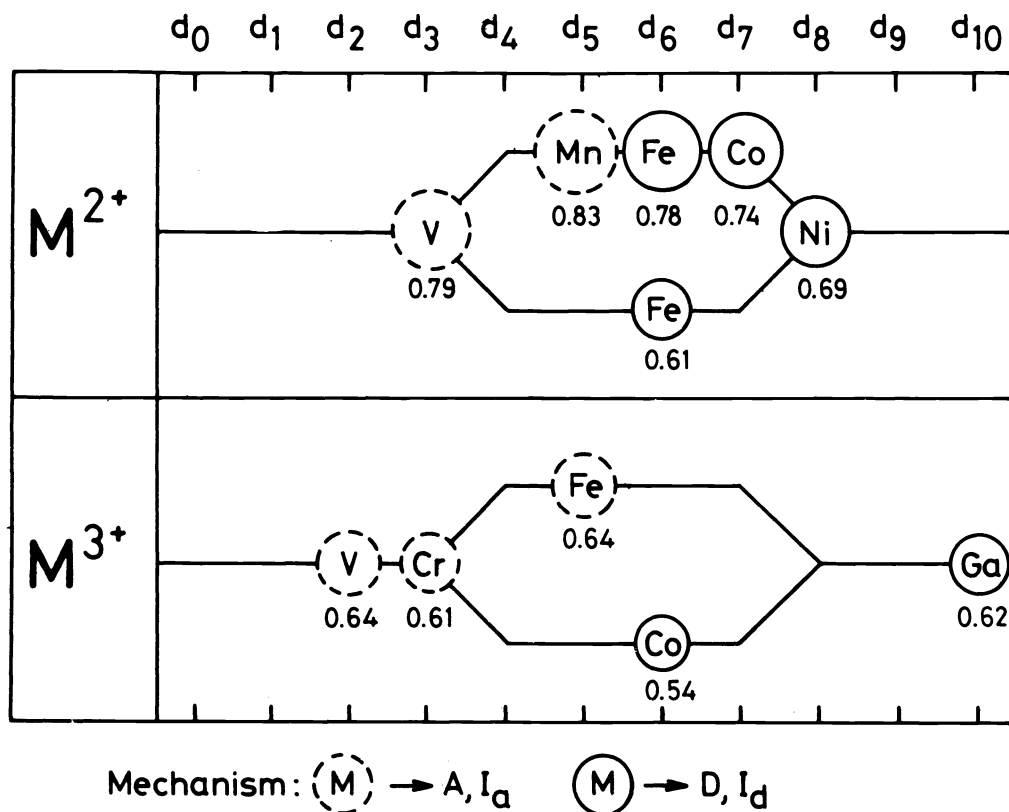 d₀ d₁ d₂ d₃ d₄ d₅ d₆ d₇ d₈ d₉ d₁₀
M²⁺
Mn Fe Co
0.83 0.78 0.74
V Ni
0.79 0.69
Fe
0.61
M³⁺
Fe
0.64
V Cr Ga
0.64 0.61 0.62
Co
0.54
Mechanism: M → A, Iₐ M → D, I_d